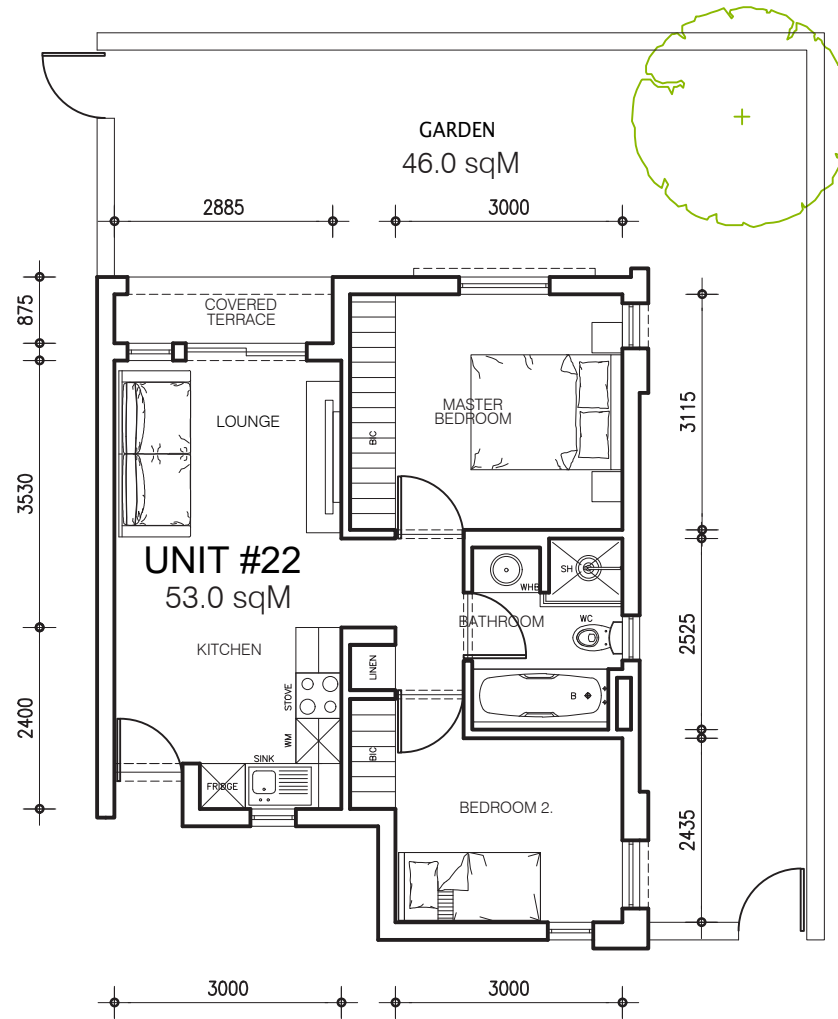 GARDEN
46.0 sqM
2885
3000
875
COVERED
TERRACE
LOUNGE
MASTER
BEDROOM
BIC
3115
3530
UNIT #22
53.0 sqM
SH
WHB
BATHROOM
WC
2525
KITCHEN
LINEN
STOVE
B
2400
WM
SINK
FRIDGE
BIC
BEDROOM 2.
2435
3000
3000